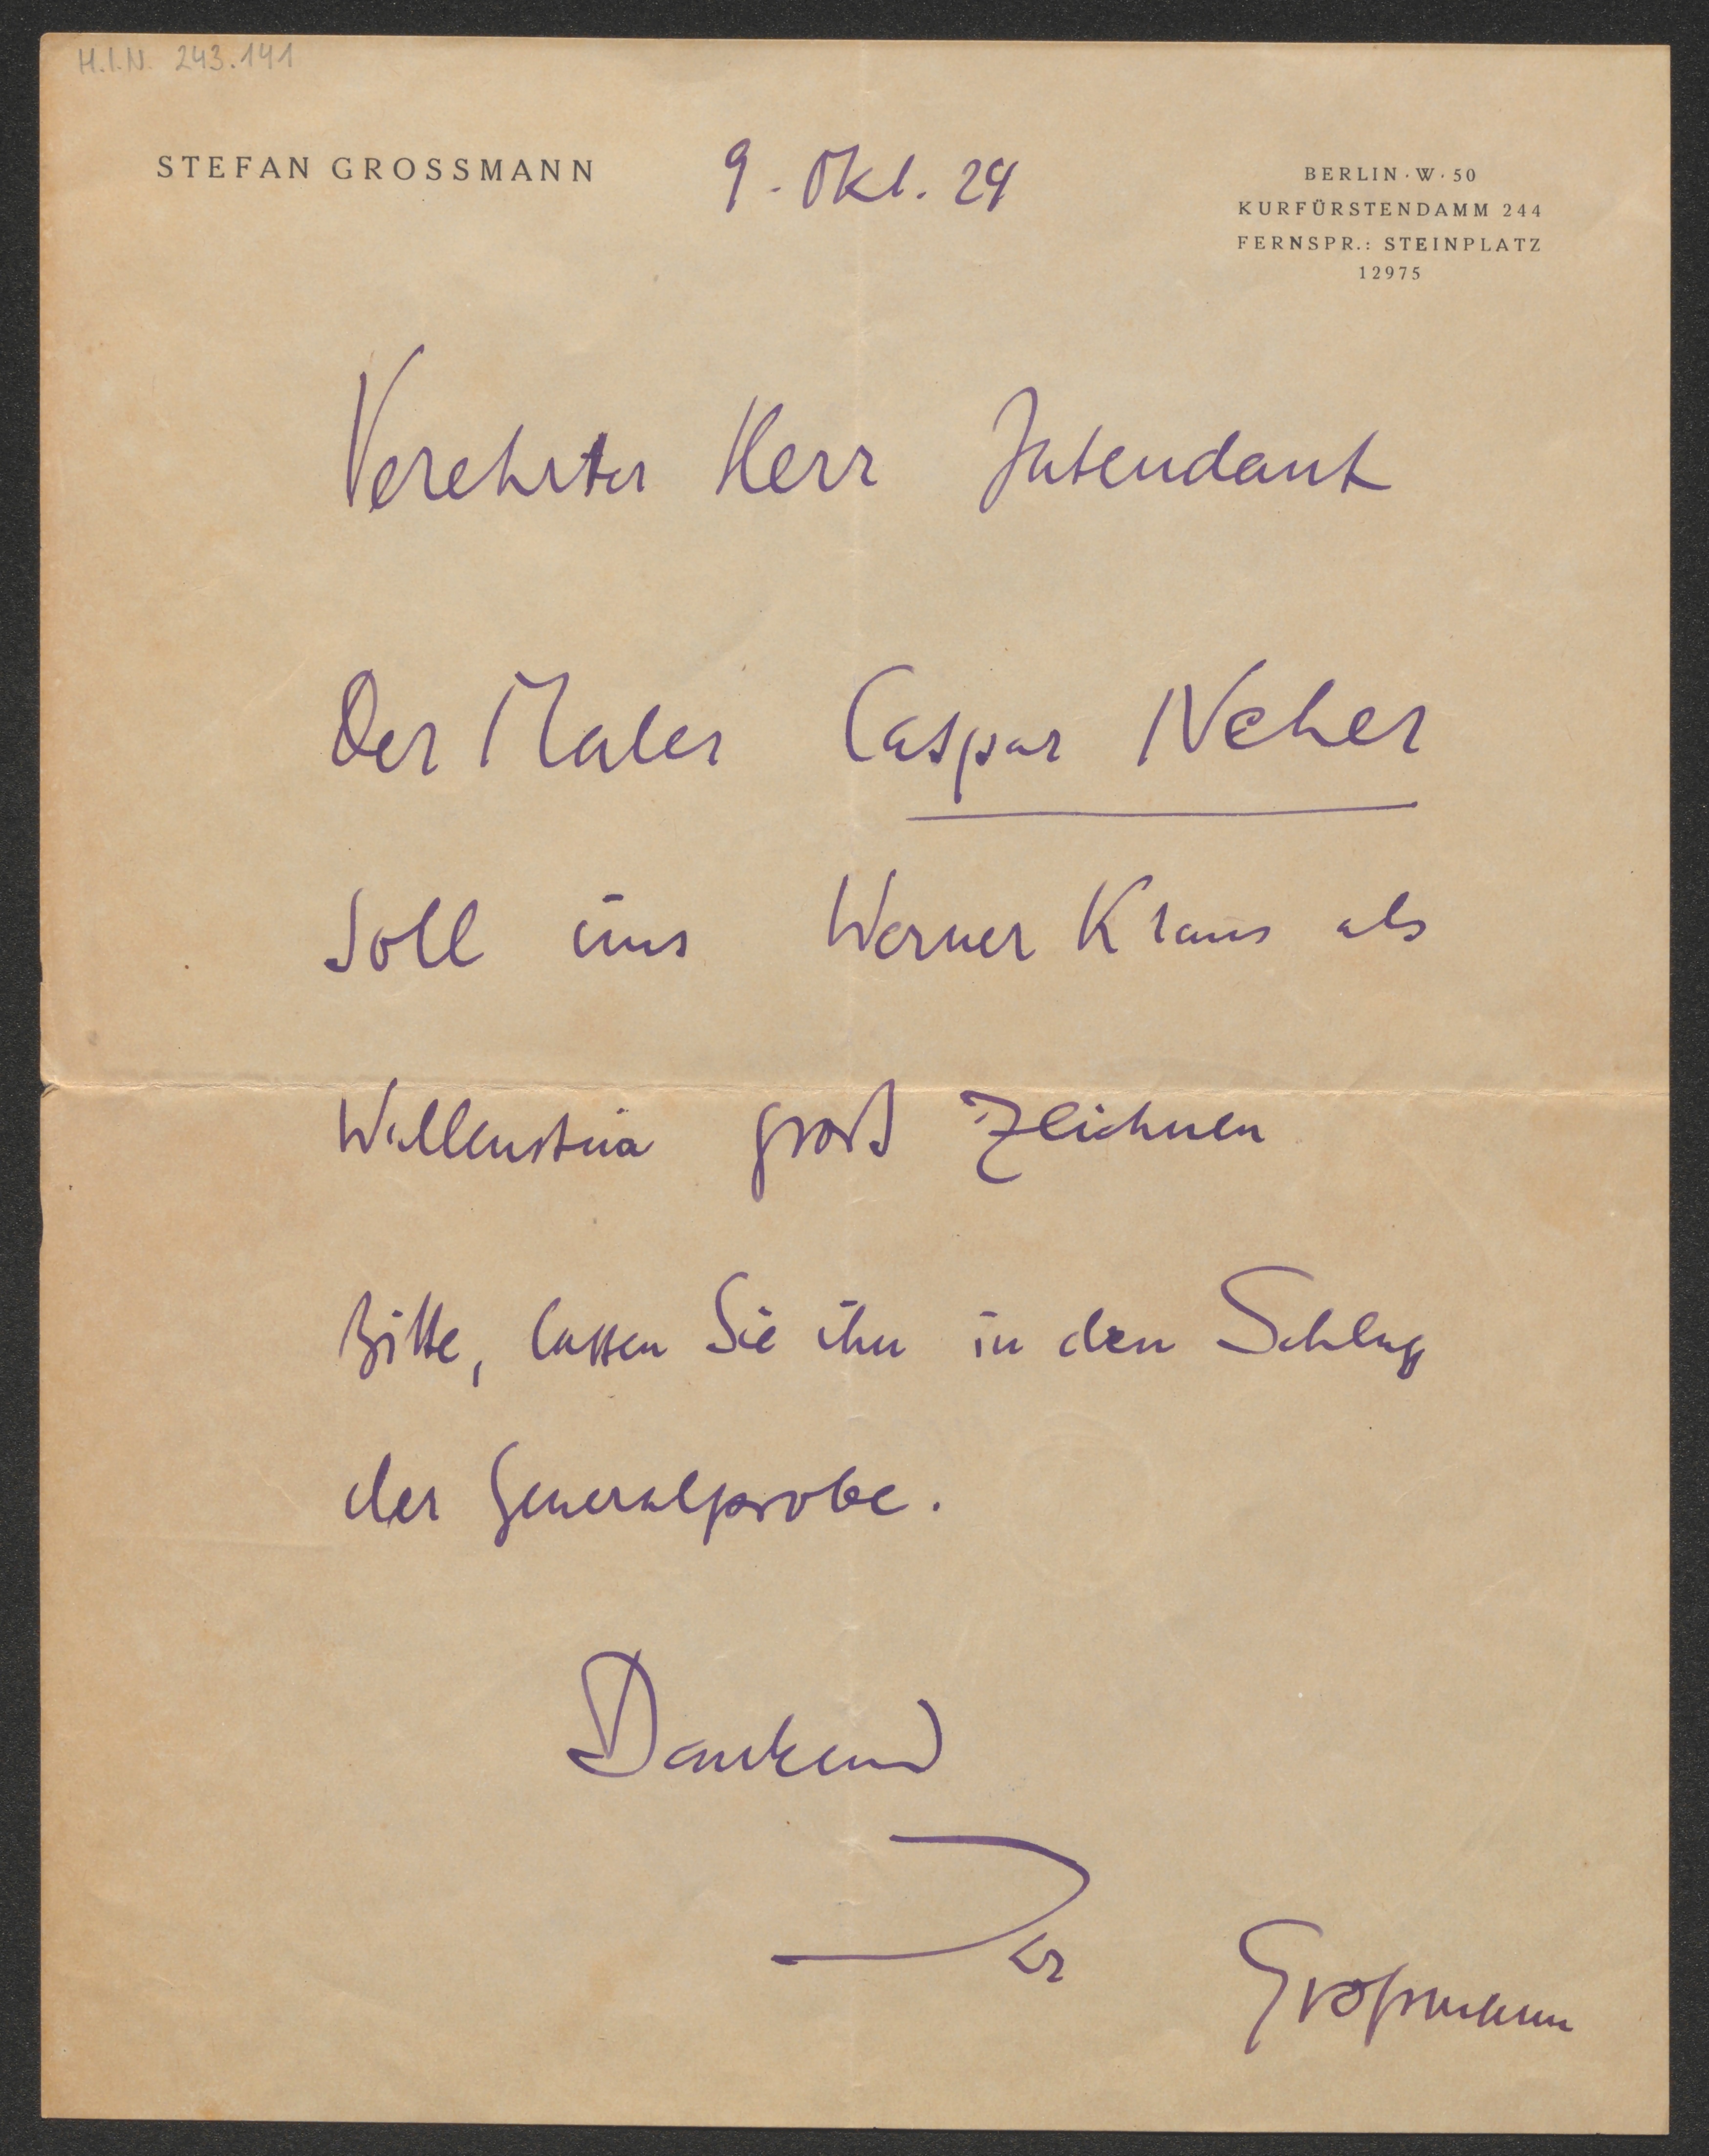 H.I.N. 243.141
STEFAN GROSSMANN
9. Okt. 24
BERLIN · W · 50
KURFÜRSTENDAMM 244
FERNSPR.: STEINPLATZ
12975
Verehrter Herr Intendant
Der Maler Caspar Neher
soll uns Werner Kraus als
Wallenstein groß zeichnen
Bitte, lassen Sie ihn in den Schluß
der Generalprobe.
Dankend
Ihr
Großmann